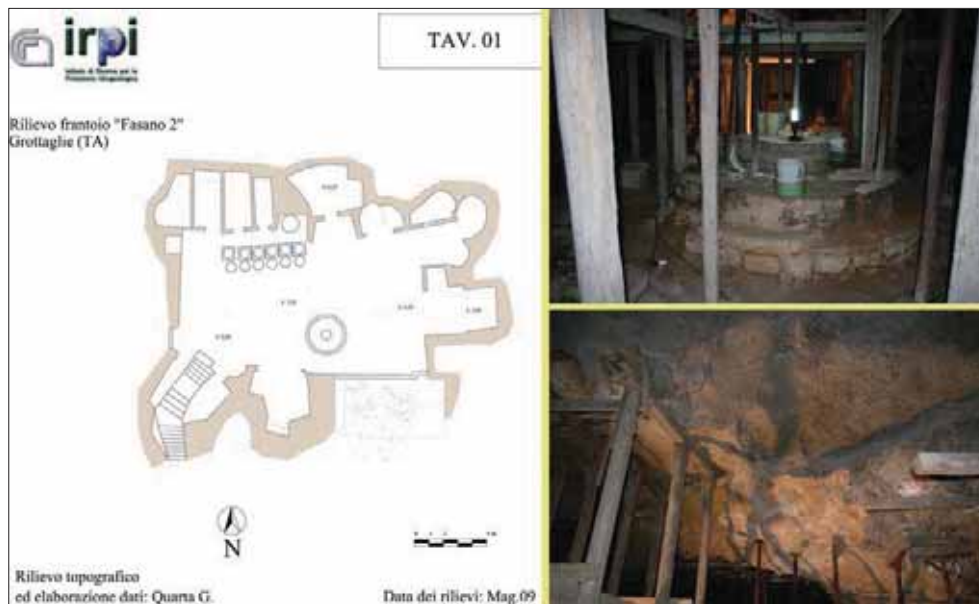 irpi
TAV. 01
Rilievo frantoio "Fasano 2"
Grottaglie (TA)
N
Rilievo topografico
ed elaborazione dati: Quarta G.
Data dei rilievi: Mag.09